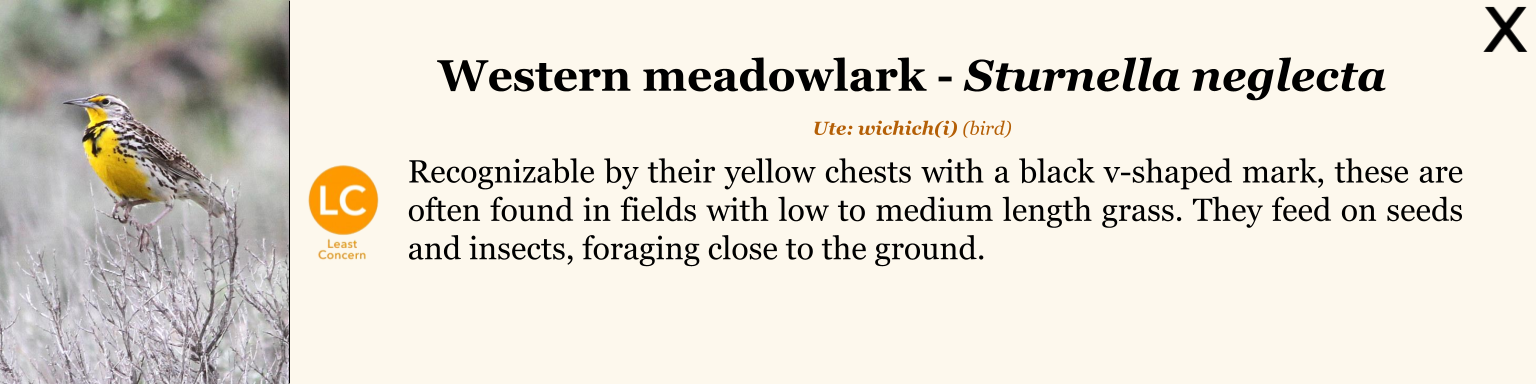 X
Western meadowlark - Sturnella neglecta
Ute: wichich(i) (bird)
LC
Least
Concern
Recognizable by their yellow chests with a black v-shaped mark, these are
often found in fields with low to medium length grass. They feed on seeds
and insects, foraging close to the ground.